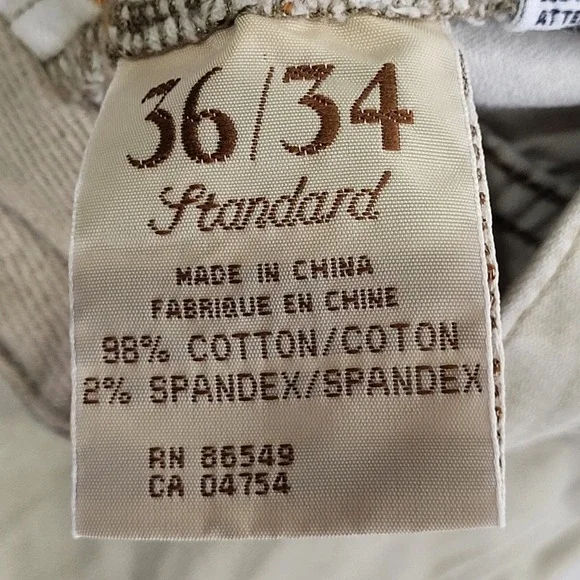 36/34
Standard
MADE IN CHINA
FABRIQUE EN CHINE
98% COTTON/COTON
2% SPANDEX/SPANDEX
RN 86549
CA 04754